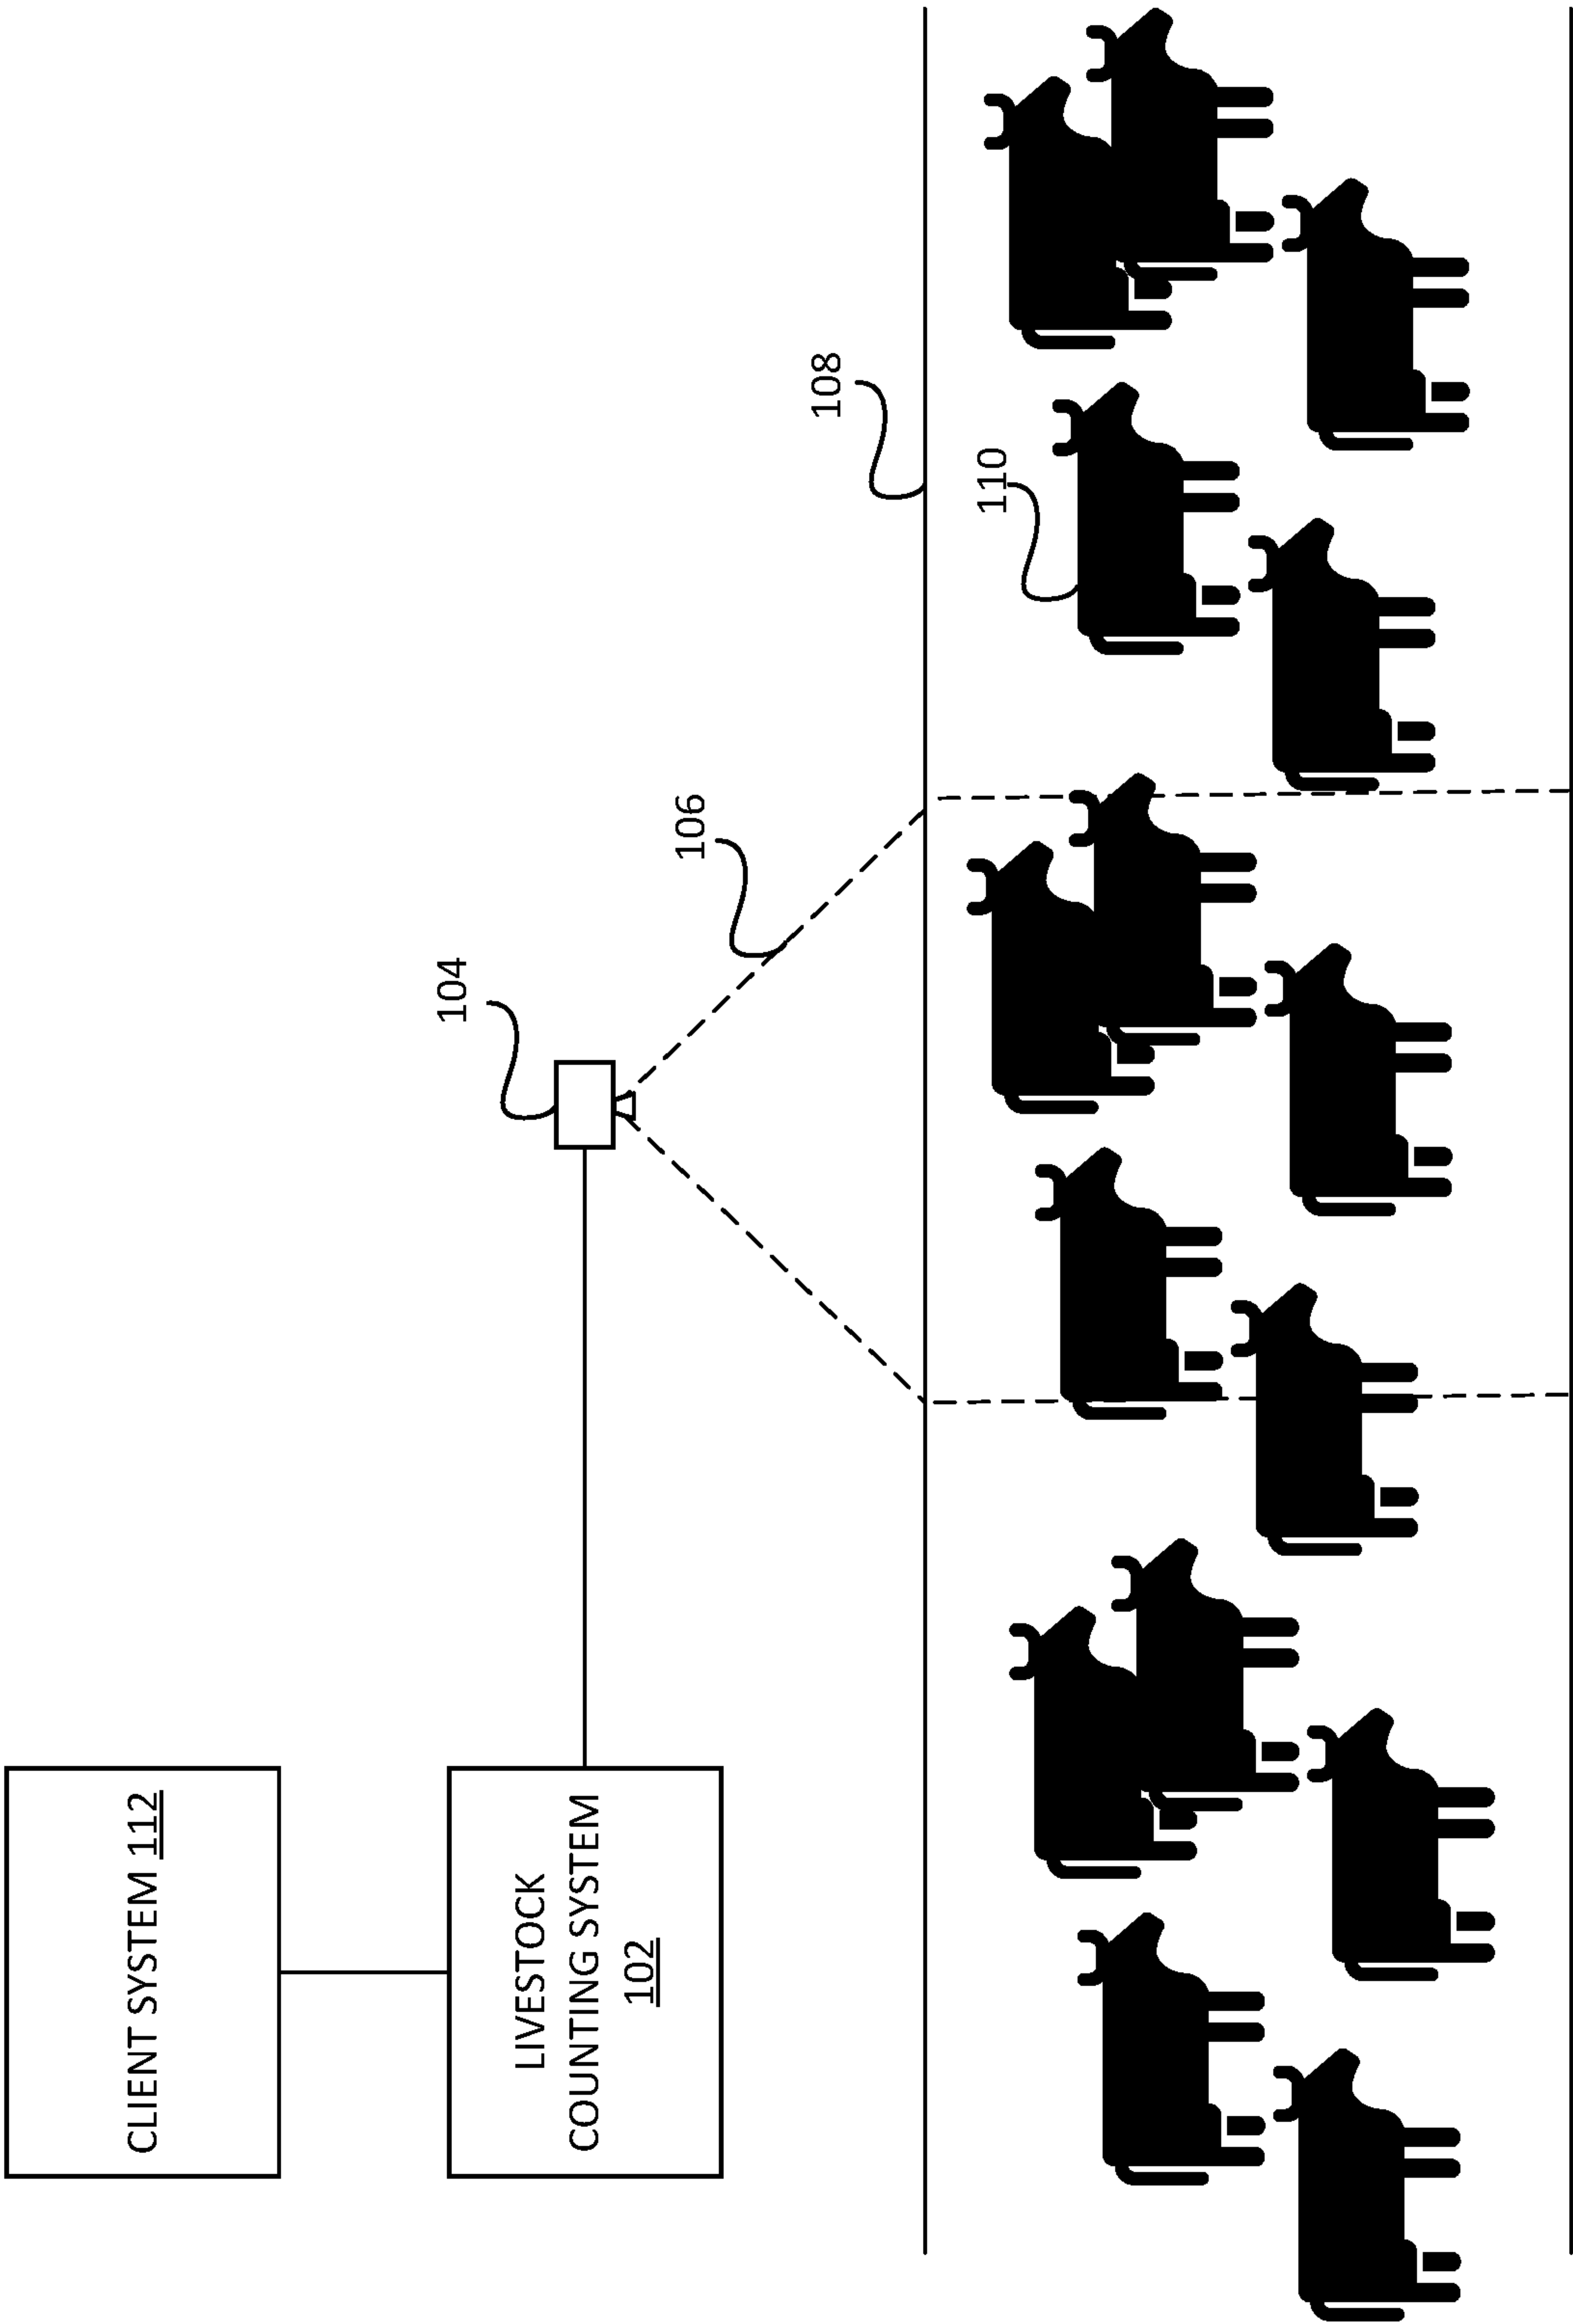 CLIENT SYSTEM 112
LIVESTOCK
COUNTING SYSTEM
102
104
106
108
110